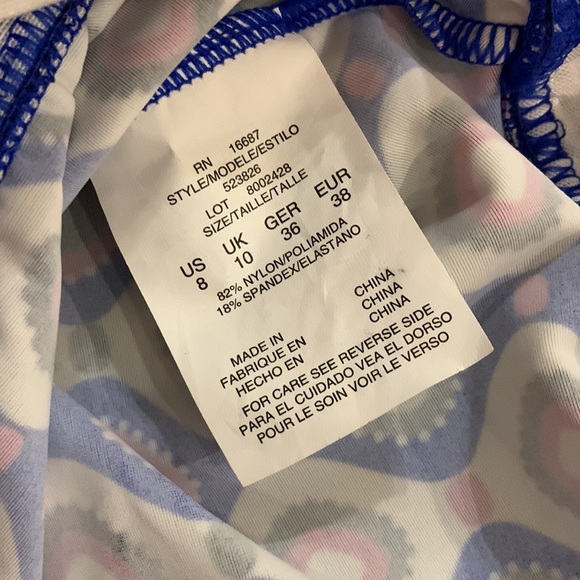 RN 16687
STYLE/MODELE/ESTILO
523826
LOT 8002428
SIZE/TAILLE/TALLE
US UK GER EUR
8 10 36 38
82% NYLON/POLIAMIDA
18% SPANDEX/ELASTANO
MADE IN CHINA
FABRIQUE EN CHINA
HECHO EN CHINA
FOR CARE SEE REVERSE SIDE
PARA EL CUIDADO VEA EL DORSO
POUR LE SOIN VOIR LE VERSO